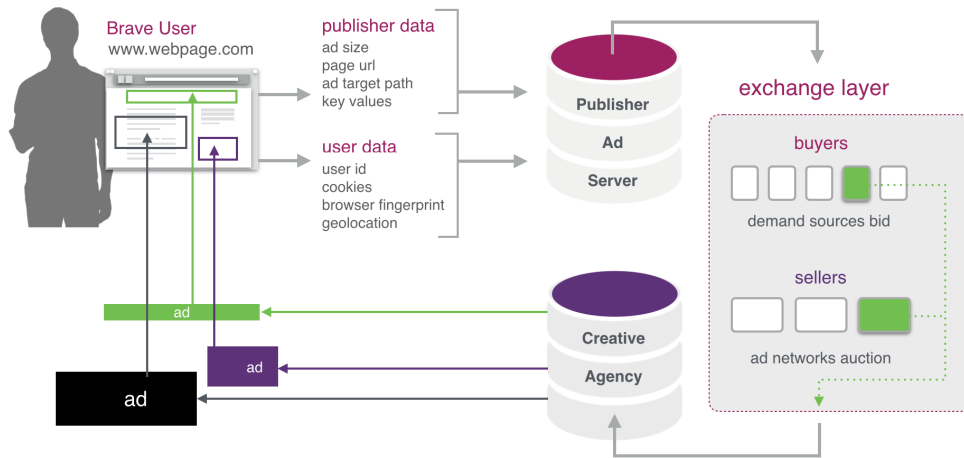 Brave User
www.webpage.com
publisher data
ad size
page url
ad target path
key values
user data
user id
cookies
browser fingerprint
geolocation
Publisher
Ad
Server
exchange layer
buyers
demand sources bid
sellers
ad networks auction
Creative
Agency
ad
ad
ad